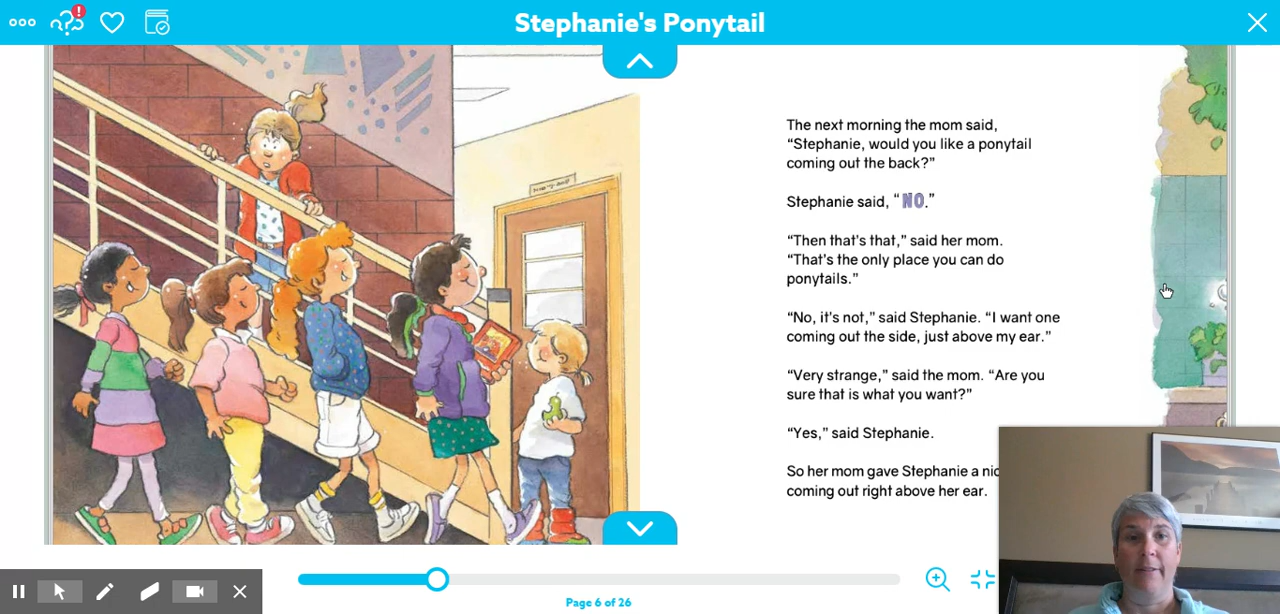 Stephanie's Ponytail
The next morning the mom said,
“Stephanie, would you like a ponytail
coming out the back?”
Stephanie said, “NO.”
“Then that’s that,” said her mom.
“That’s the only place you can do
ponytails.”
“No, it’s not,” said Stephanie. “I want one
coming out the side, just above my ear.”
“Very strange,” said the mom. “Are you
sure that is what you want?”
“Yes,” said Stephanie.
So her mom gave Stephanie a
coming out right above her ear.
Page 6 of 26